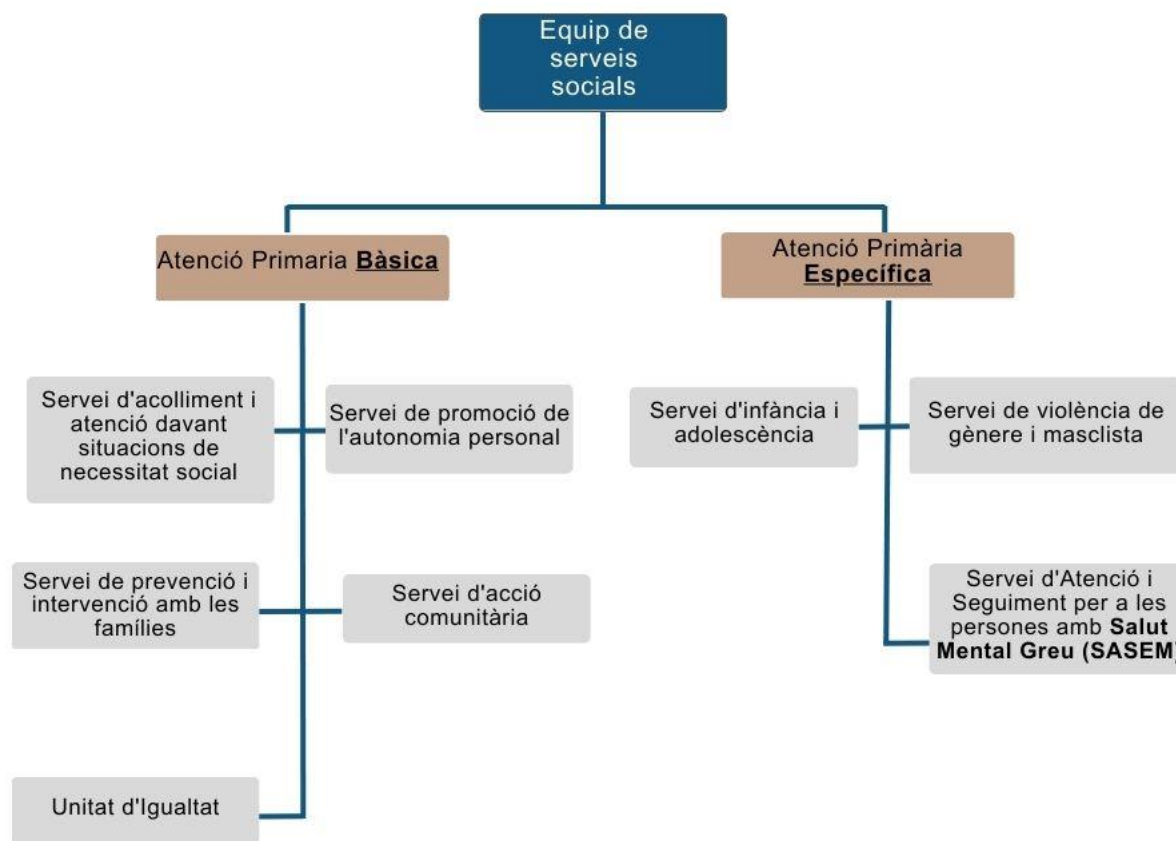 Equip de
serveis
socials
Atenció Primaria Bàsica
Atenció Primària
Específica
Servei d'acolliment i
atenció davant
situacions de
necessitat social
Servei de promoció de
l'autonomia personal
Servei d'infància i
adolescència
Servei de violència de
gènere i masclista
Servei de prevenció i
intervenció amb les
famílies
Servei d'acció
comunitària
Servei d'Atenció i
Seguiment per a les
persones amb Salut
Mental Greu (SASEM)
Unitat d'Igualtat